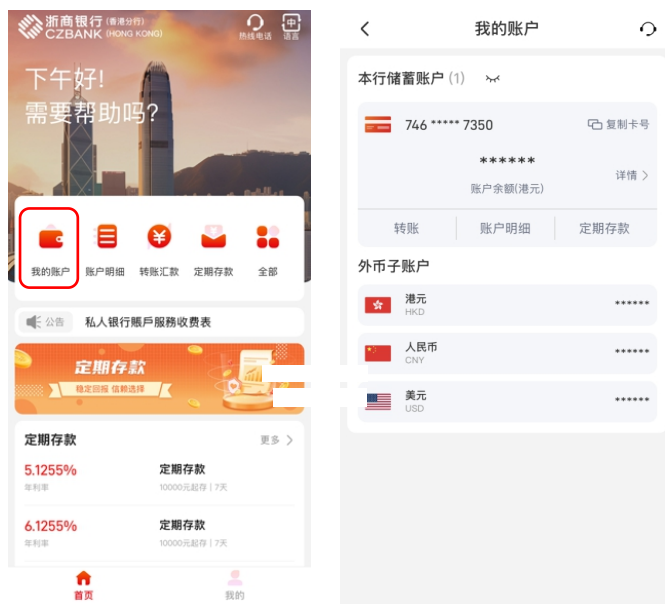 浙商银行 (香港分行)
CZBANK (HONG KONG)
热线电话
中
语言
下午好!
需要帮助吗?
我的账户
账户明细
转账汇款
定期存款
全部
公告
私人银行賬戶服務收费表
定期存款
稳定回报 信赖选择
定期存款
更多 >
5.1255%
定期存款
年利率
10000元起存 | 7天
6.1255%
定期存款
年利率
10000元起存 | 7天
首页
我的
我的账户
本行储蓄账户 (1)
746 ***** 7350
复制卡号
******
账户余额(港元)
详情 >
转账
账户明细
定期存款
外币子账户
港元
HKD
******
人民币
CNY
******
美元
USD
******